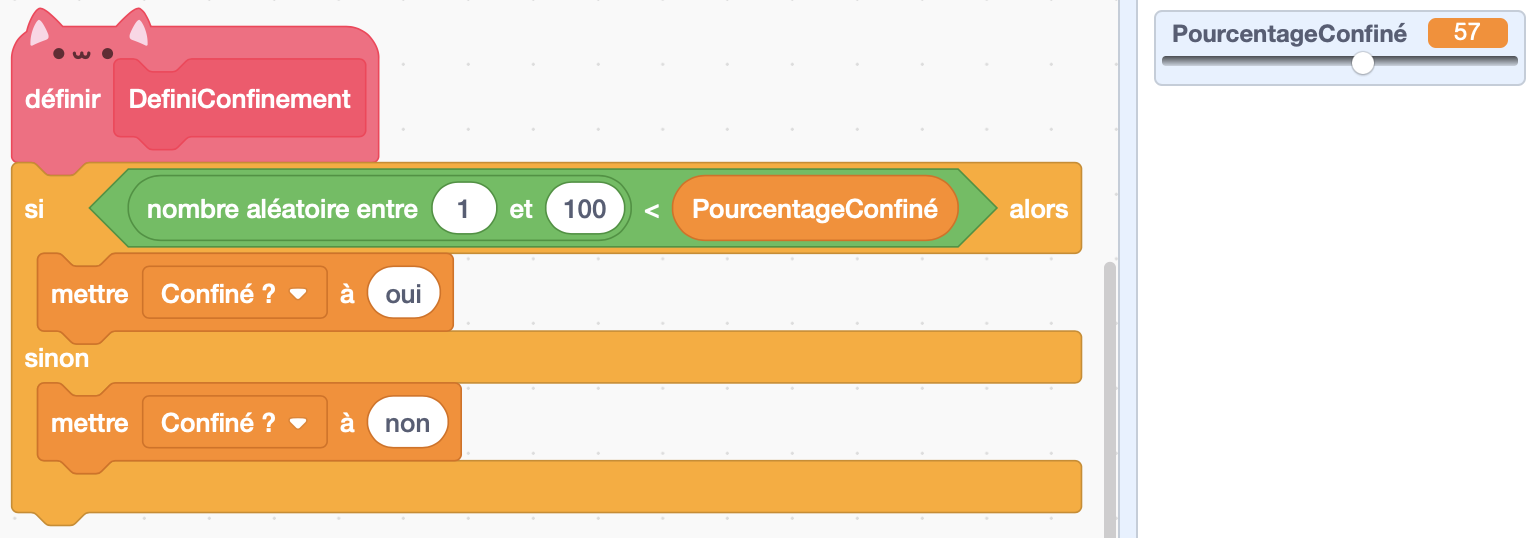 définir DefiniConfinement
si nombre aléatoire entre 1 et 100 < PourcentageConfiné alors
mettre Confiné ? à oui
sinon
mettre Confiné ? à non
PourcentageConfiné 57